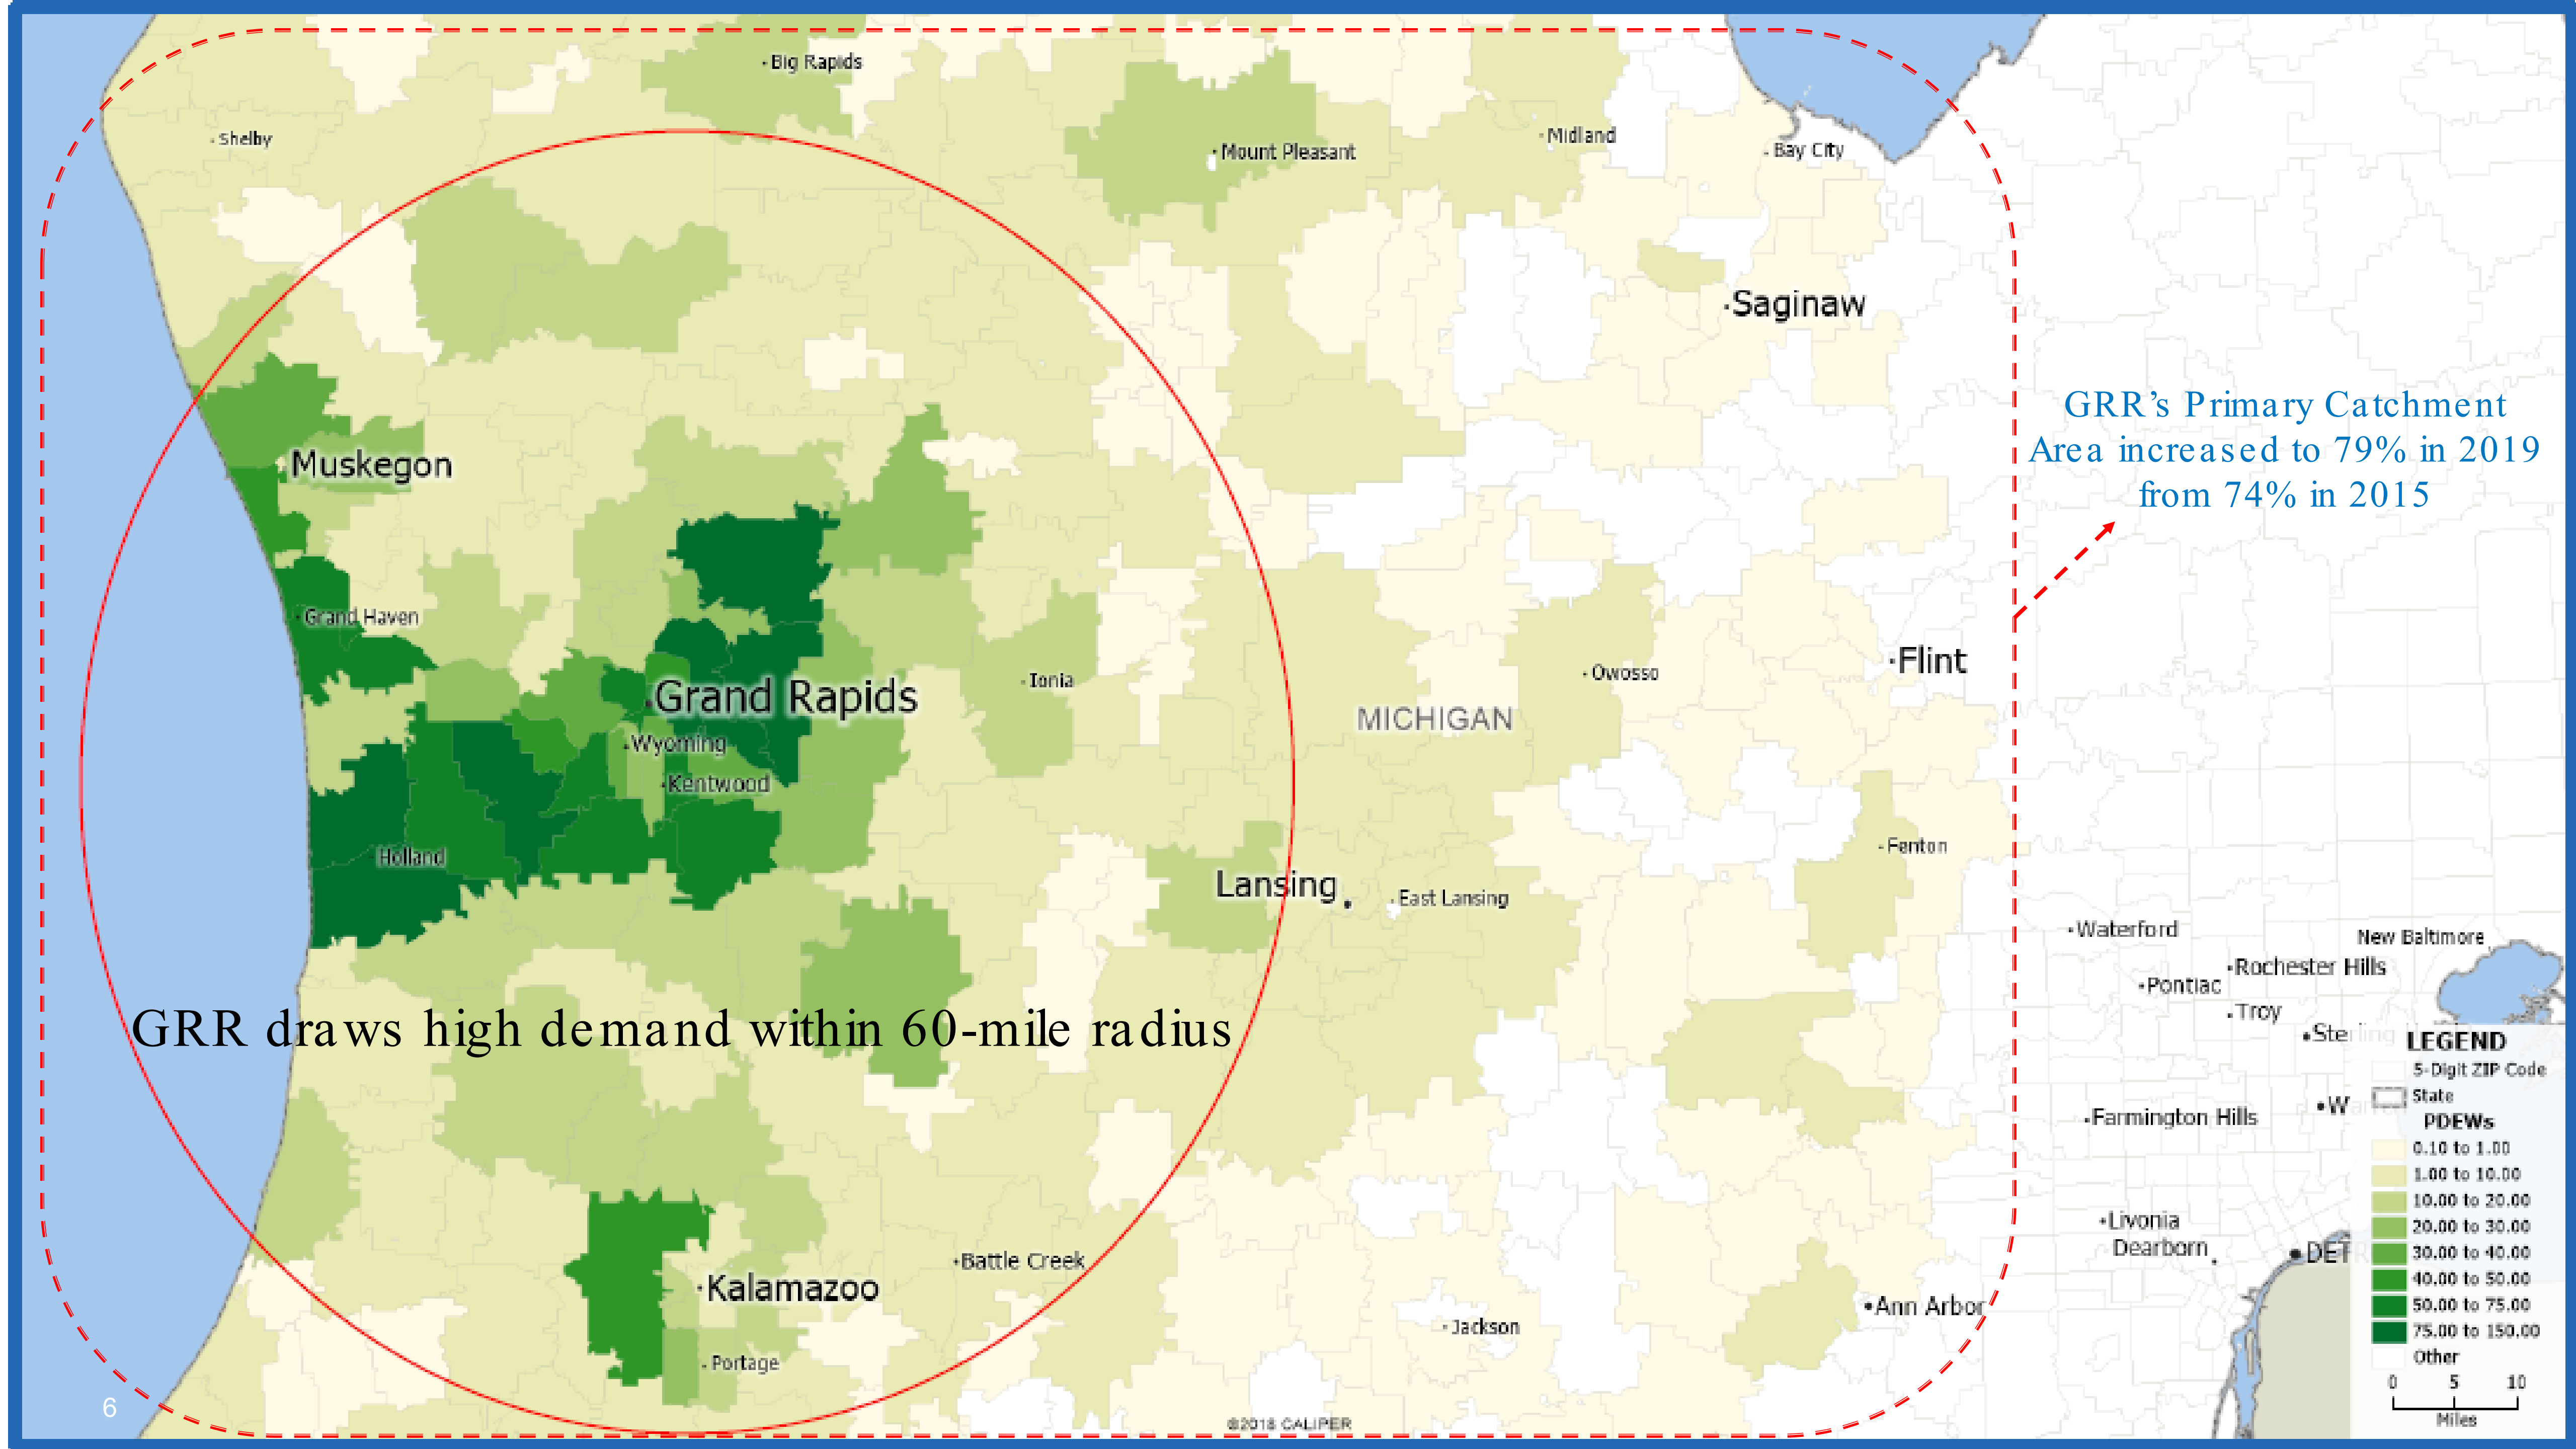 Big Rapids
Shelby
Mount Pleasant
Midland
Bay City
Saginaw
GRR's Primary Catchment
Area increased to 79% in 2019
from 74% in 2015
Muskegon
Grand Haven
Flint
Ionia
Owosso
Grand Rapids
MICHIGAN
Wyoming
Kentwood
Holland
Fenton
Lansing
East Lansing
Waterford
New Baltimore
Rochester Hills
Pontiac
Troy
GRR draws high demand within 60-mile radius
Farmington Hills
Livonia
Dearborn
Battle Creek
Kalamazoo
Ann Arbor
Jackson
Portage
LEGEND
5-Digit ZIP Code
State
PDEWs
0.10 to 1.00
1.00 to 10.00
10.00 to 20.00
20.00 to 30.00
30.00 to 40.00
40.00 to 50.00
50.00 to 75.00
75.00 to 150.00
Other
0 5 10
Miles
6
©2018 CALIPER